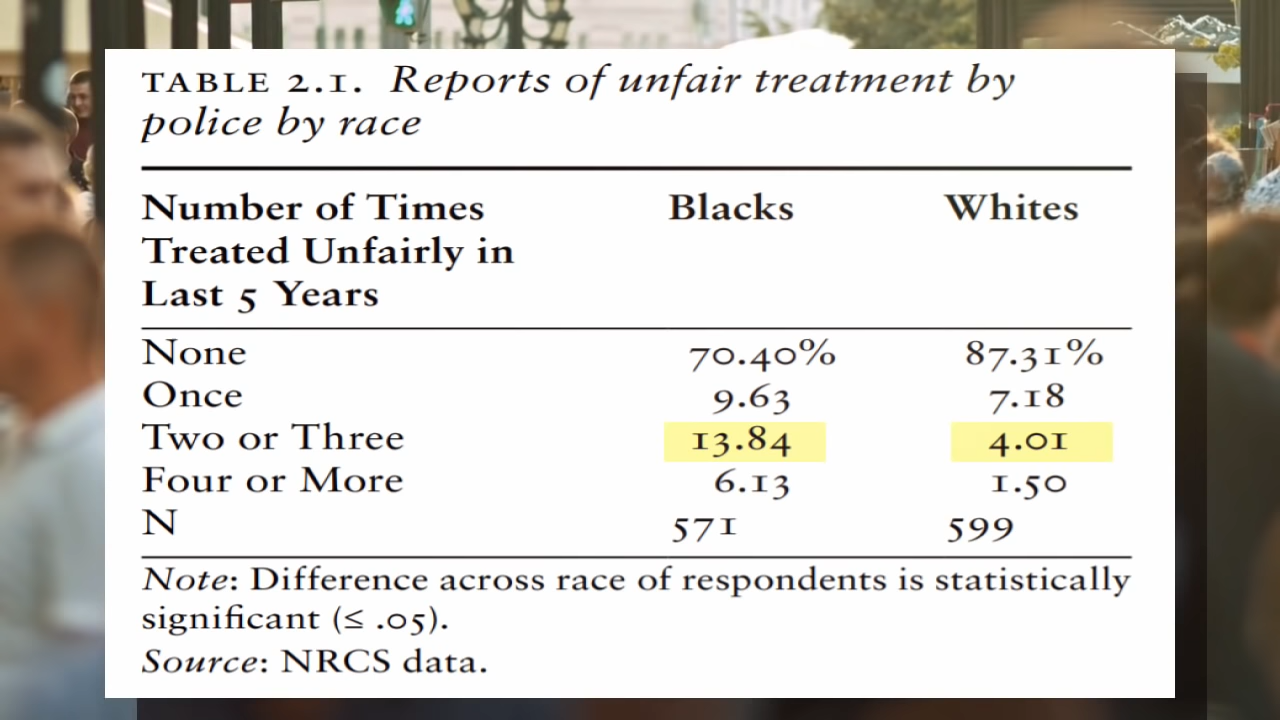 TABLE 2.1. Reports of unfair treatment by
police by race
Number of Times Blacks Whites
Treated Unfairly in
Last 5 Years
None 70.40% 87.31%
Once 9.63 7.18
Two or Three 13.84 4.01
Four or More 6.13 1.50
N 571 599
Note: Difference across race of respondents is statistically
significant (≤ .05).
Source: NRCS data.